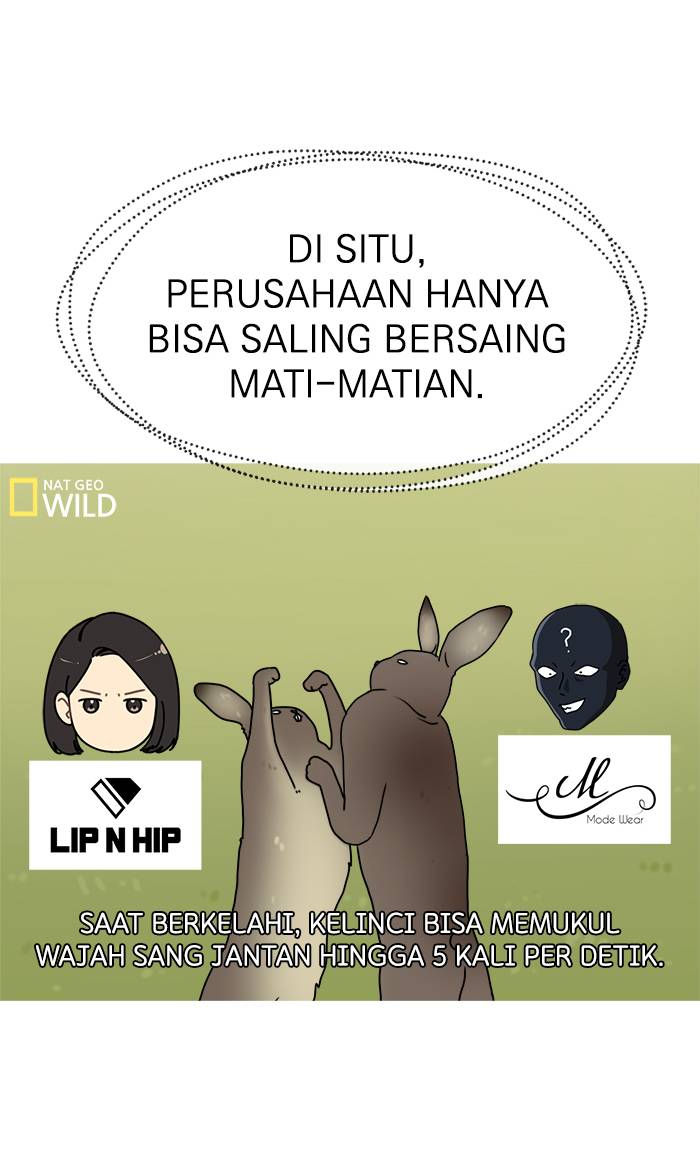 DI SITU,
PERUSAHAAN HANYA
BISA SALING BERSAING
MATI-MATIAN.
NAT GEO
WILD
?
LIP N HIP
M
Mode Wear
SAAT BERKELAHI, KELINCI BISA MEMUKUL
WAJAH SANG JANTAN HINGGA 5 KALI PER DETIK.